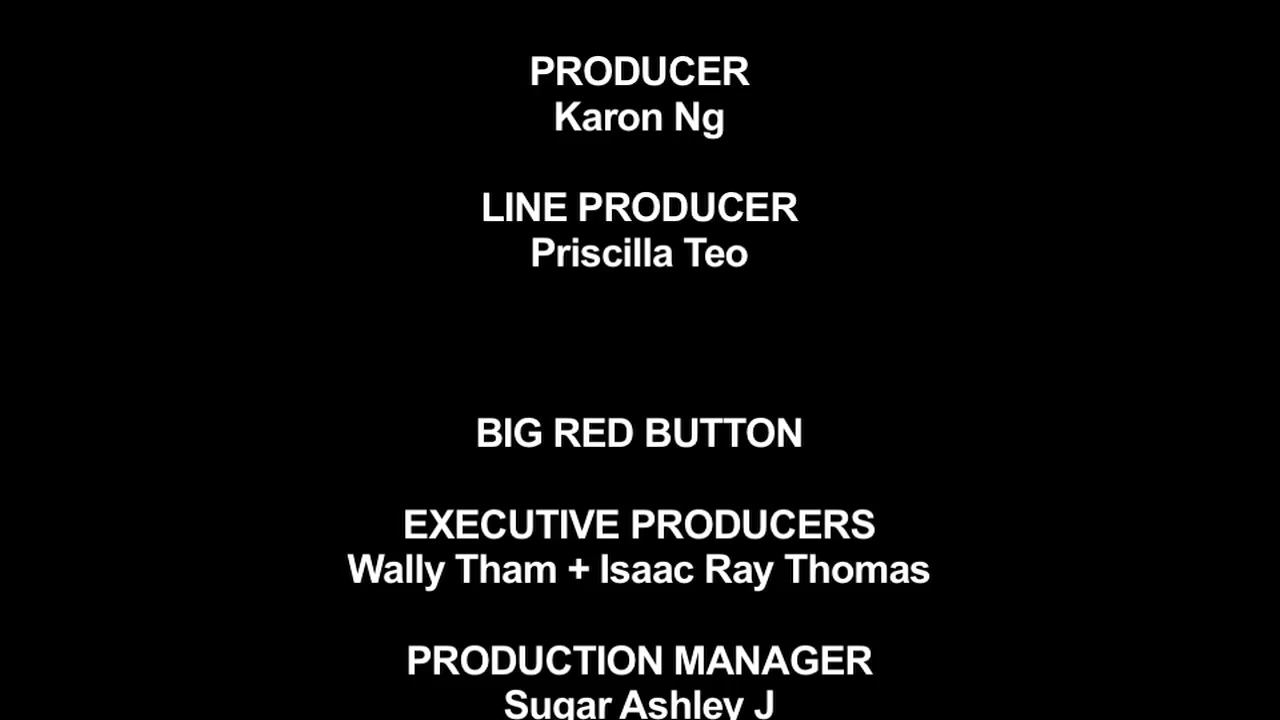 PRODUCER
Karon Ng
LINE PRODUCER
Priscilla Teo
BIG RED BUTTON
EXECUTIVE PRODUCERS
Wally Tham + Isaac Ray Thomas
PRODUCTION MANAGER
Sugar Ashley J